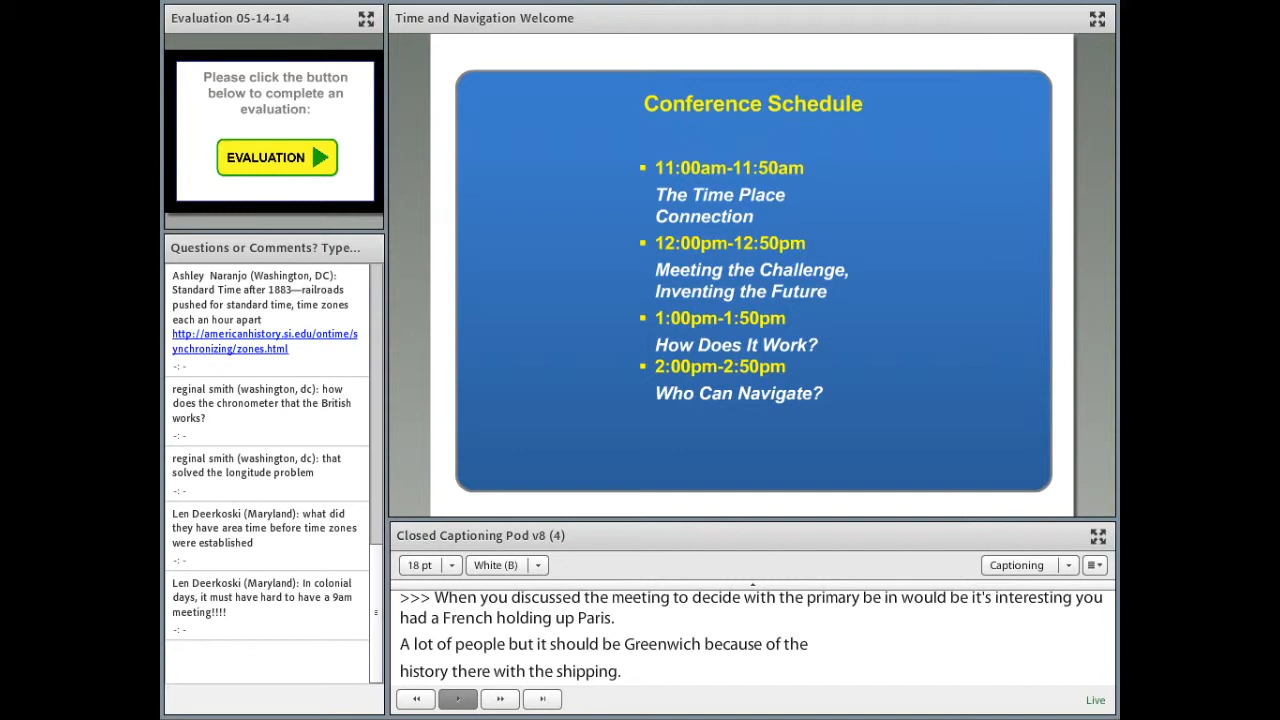 Evaluation 05-14-14
Please click the button
below to complete an
evaluation:
EVALUATION
Questions or Comments? Type...
Ashley Naranjo (Washington, DC):
Standard Time after 1883—railroads
pushed for standard time, time zones
each an hour apart
http://americanhistory.si.edu/ontime/s
ynchronizing/zones.html
-: -
reginal smith (washington, dc): how
does the chronometer that the British
works?
-: -
reginal smith (washington, dc): that
solved the longitude problem
-: -
Len Deerkoski (Maryland): what did
they have area time before time zones
were established
-: -
Len Deerkoski (Maryland): In colonial
days, it must have hard to have a 9am
meeting!!!!
-: -
Time and Navigation Welcome
Conference Schedule
▪ 11:00am-11:50am
The Time Place
Connection
▪ 12:00pm-12:50pm
Meeting the Challenge,
Inventing the Future
▪ 1:00pm-1:50pm
How Does It Work?
▪ 2:00pm-2:50pm
Who Can Navigate?
Closed Captioning Pod v8 (4)
18 pt White (B) Captioning
>>> When you discussed the meeting to decide with the primary be in would be it's interesting you
had a French holding up Paris.
A lot of people but it should be Greenwich because of the
history there with the shipping.
Live